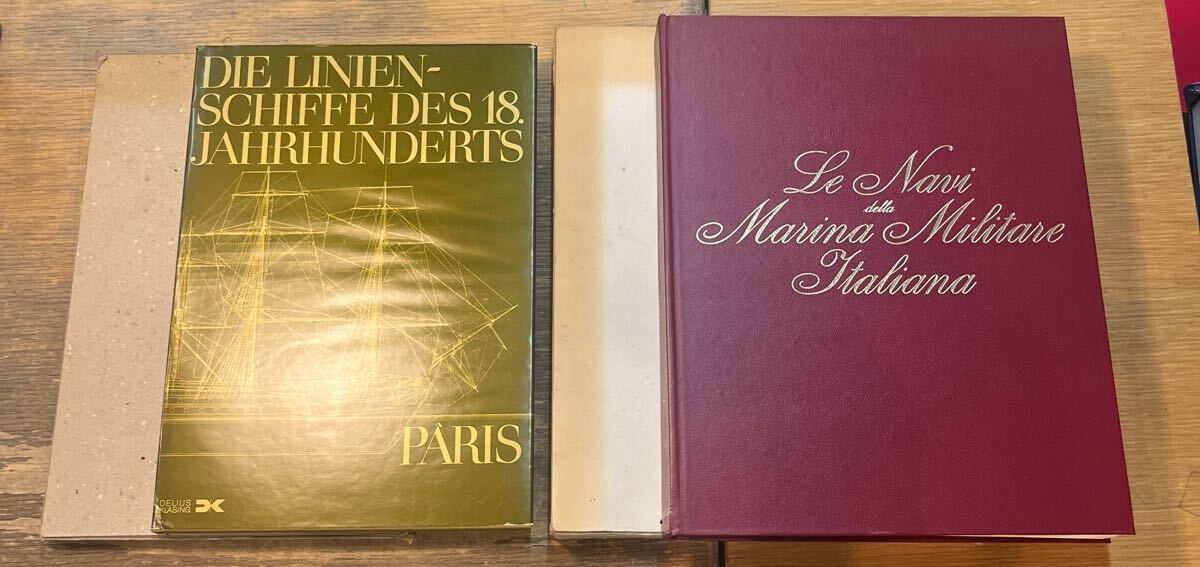 DIE LINIEN-
SCHIFFE DES 18.
JAHRHUNDERTS
PÂRIS
DELIUS
KLASING
DK
Le Navi
della
Marina Militare
Italiana